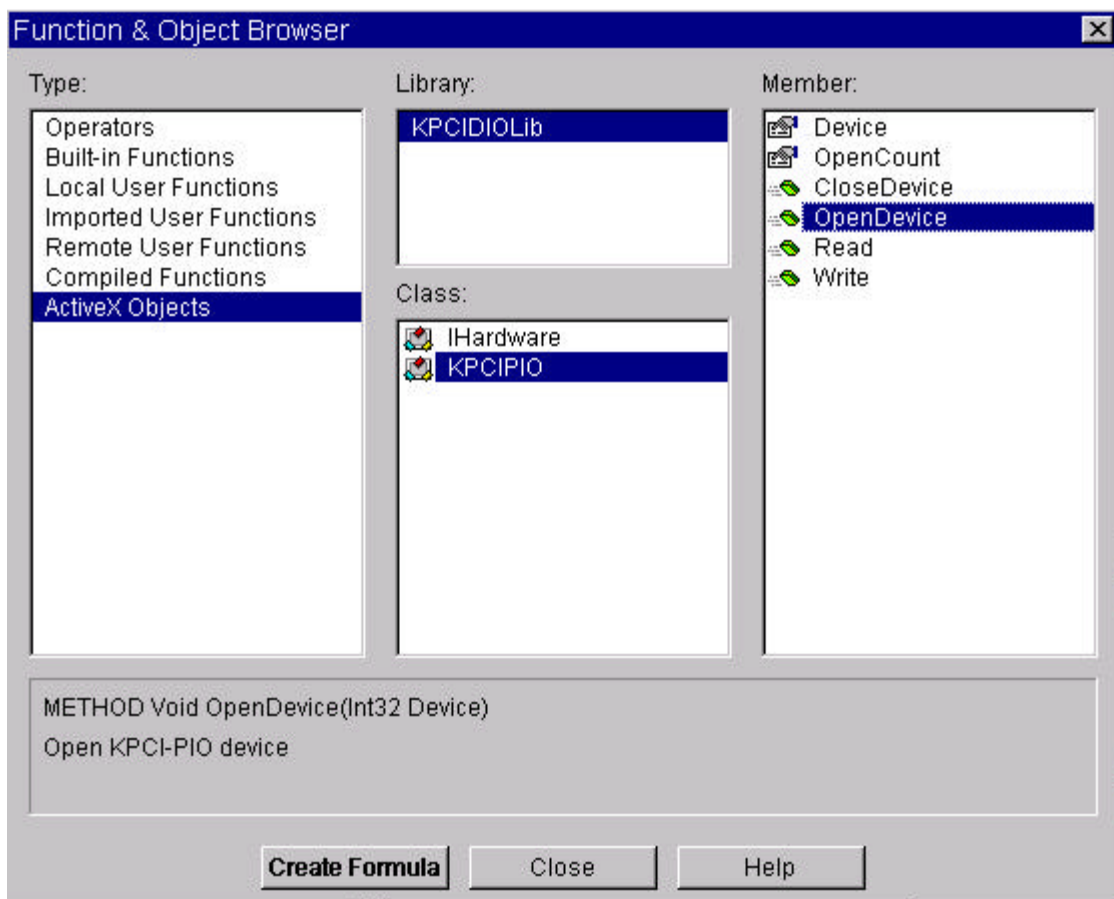 Function & Object Browser
Type:
Operators
Built-in Functions
Local User Functions
Imported User Functions
Remote User Functions
Compiled Functions
ActiveX Objects
Library:
KPCIDIOLib
Class:
IHardware
KPCIPIO
Member:
Device
OpenCount
CloseDevice
OpenDevice
Read
Write
METHOD Void OpenDevice(Int32 Device)
Open KPCI-PIO device
Create Formula
Close
Help